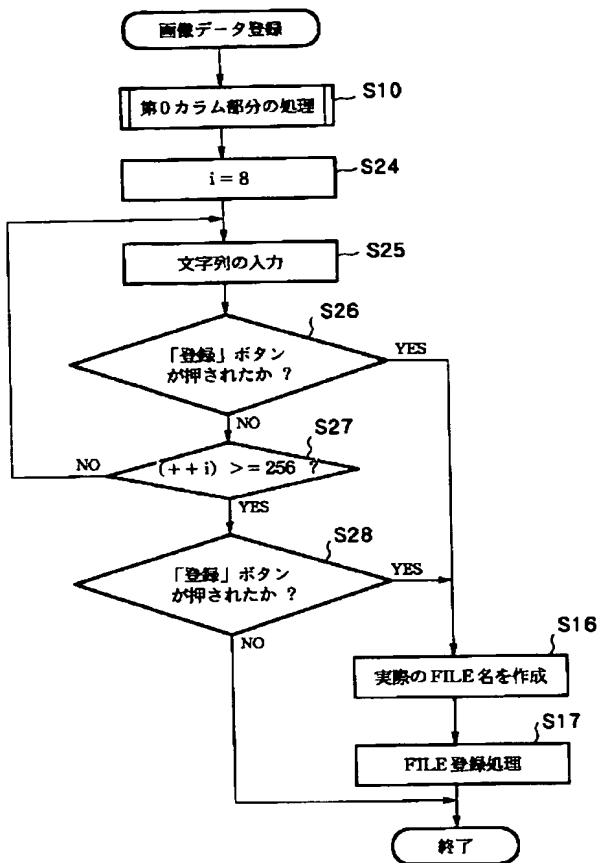 画像データ登録
第0カラム部分の処理
S10
i=8
S24
文字列の入力
S25
S26
「登録」ボタン
が押されたか ?
YES
NO
S27
(++i) >=256 ?
NO
YES
S28
「登録」ボタン
が押されたか ?
YES
NO
S16
実際のFILE名を作成
S17
FILE登録処理
終了